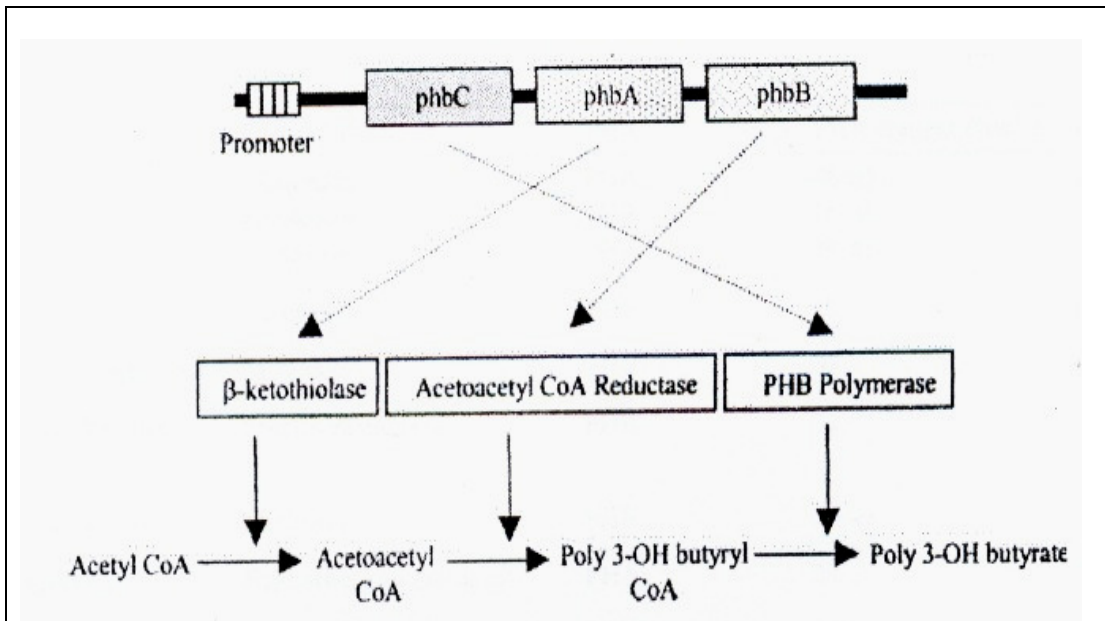 phbC
phbA
phbB
Promoter
β-ketothiolase
Acetoacetyl CoA Reductase
PHB Polymerase
Acetyl CoA
Acetoacetyl
CoA
Poly 3-OH butyryl
CoA
Poly 3-OH butyrate